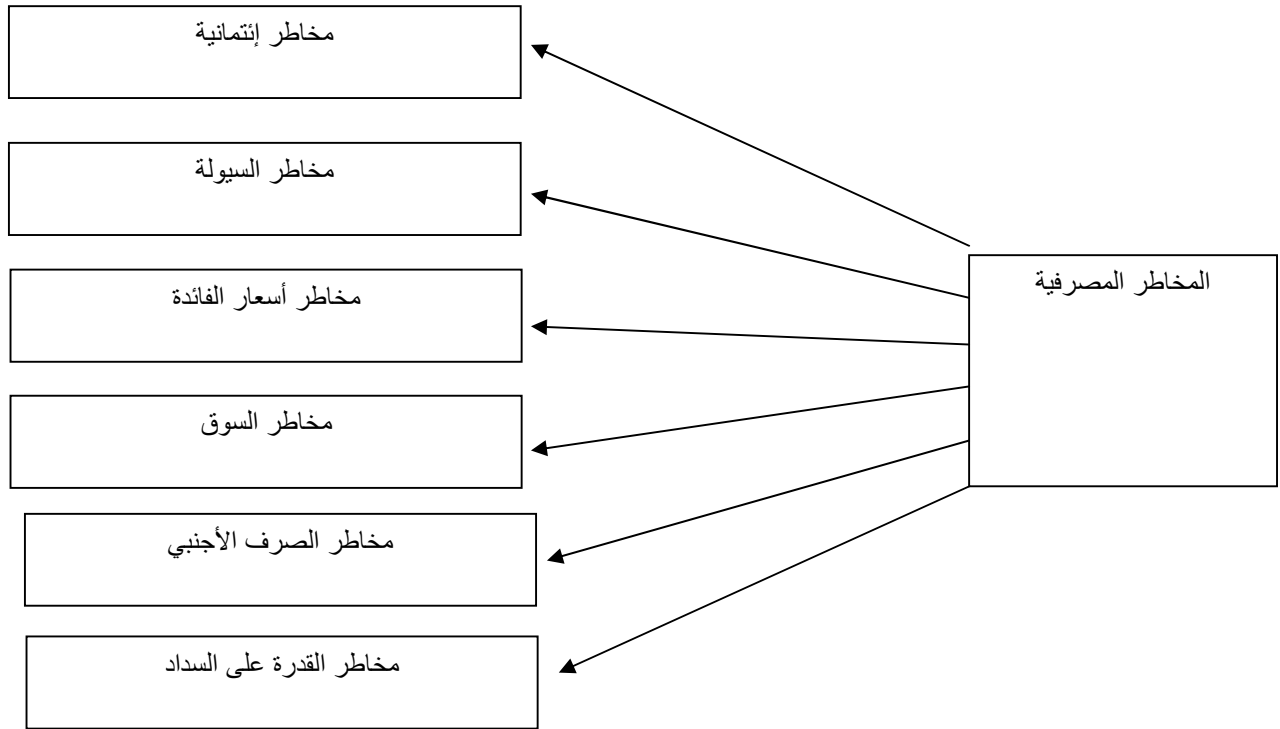 المخاطر المصرفية
مخاطر إئتمانية
مخاطر السيولة
مخاطر أسعار الفائدة
مخاطر السوق
مخاطر الصرف الأجنبي
مخاطر القدرة على السداد